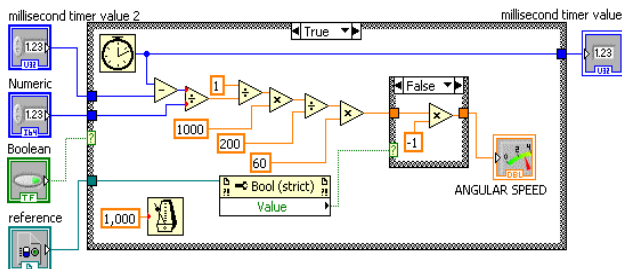 millisecond timer value 2
millisecond timer value
True
1.23
U32
1.23
U32
Numeric
1.23
I64
1
False
1000
200
60
-1
Boolean
TF
Bool (strict)
Value
DBL
ANGULAR SPEED
reference
1,000